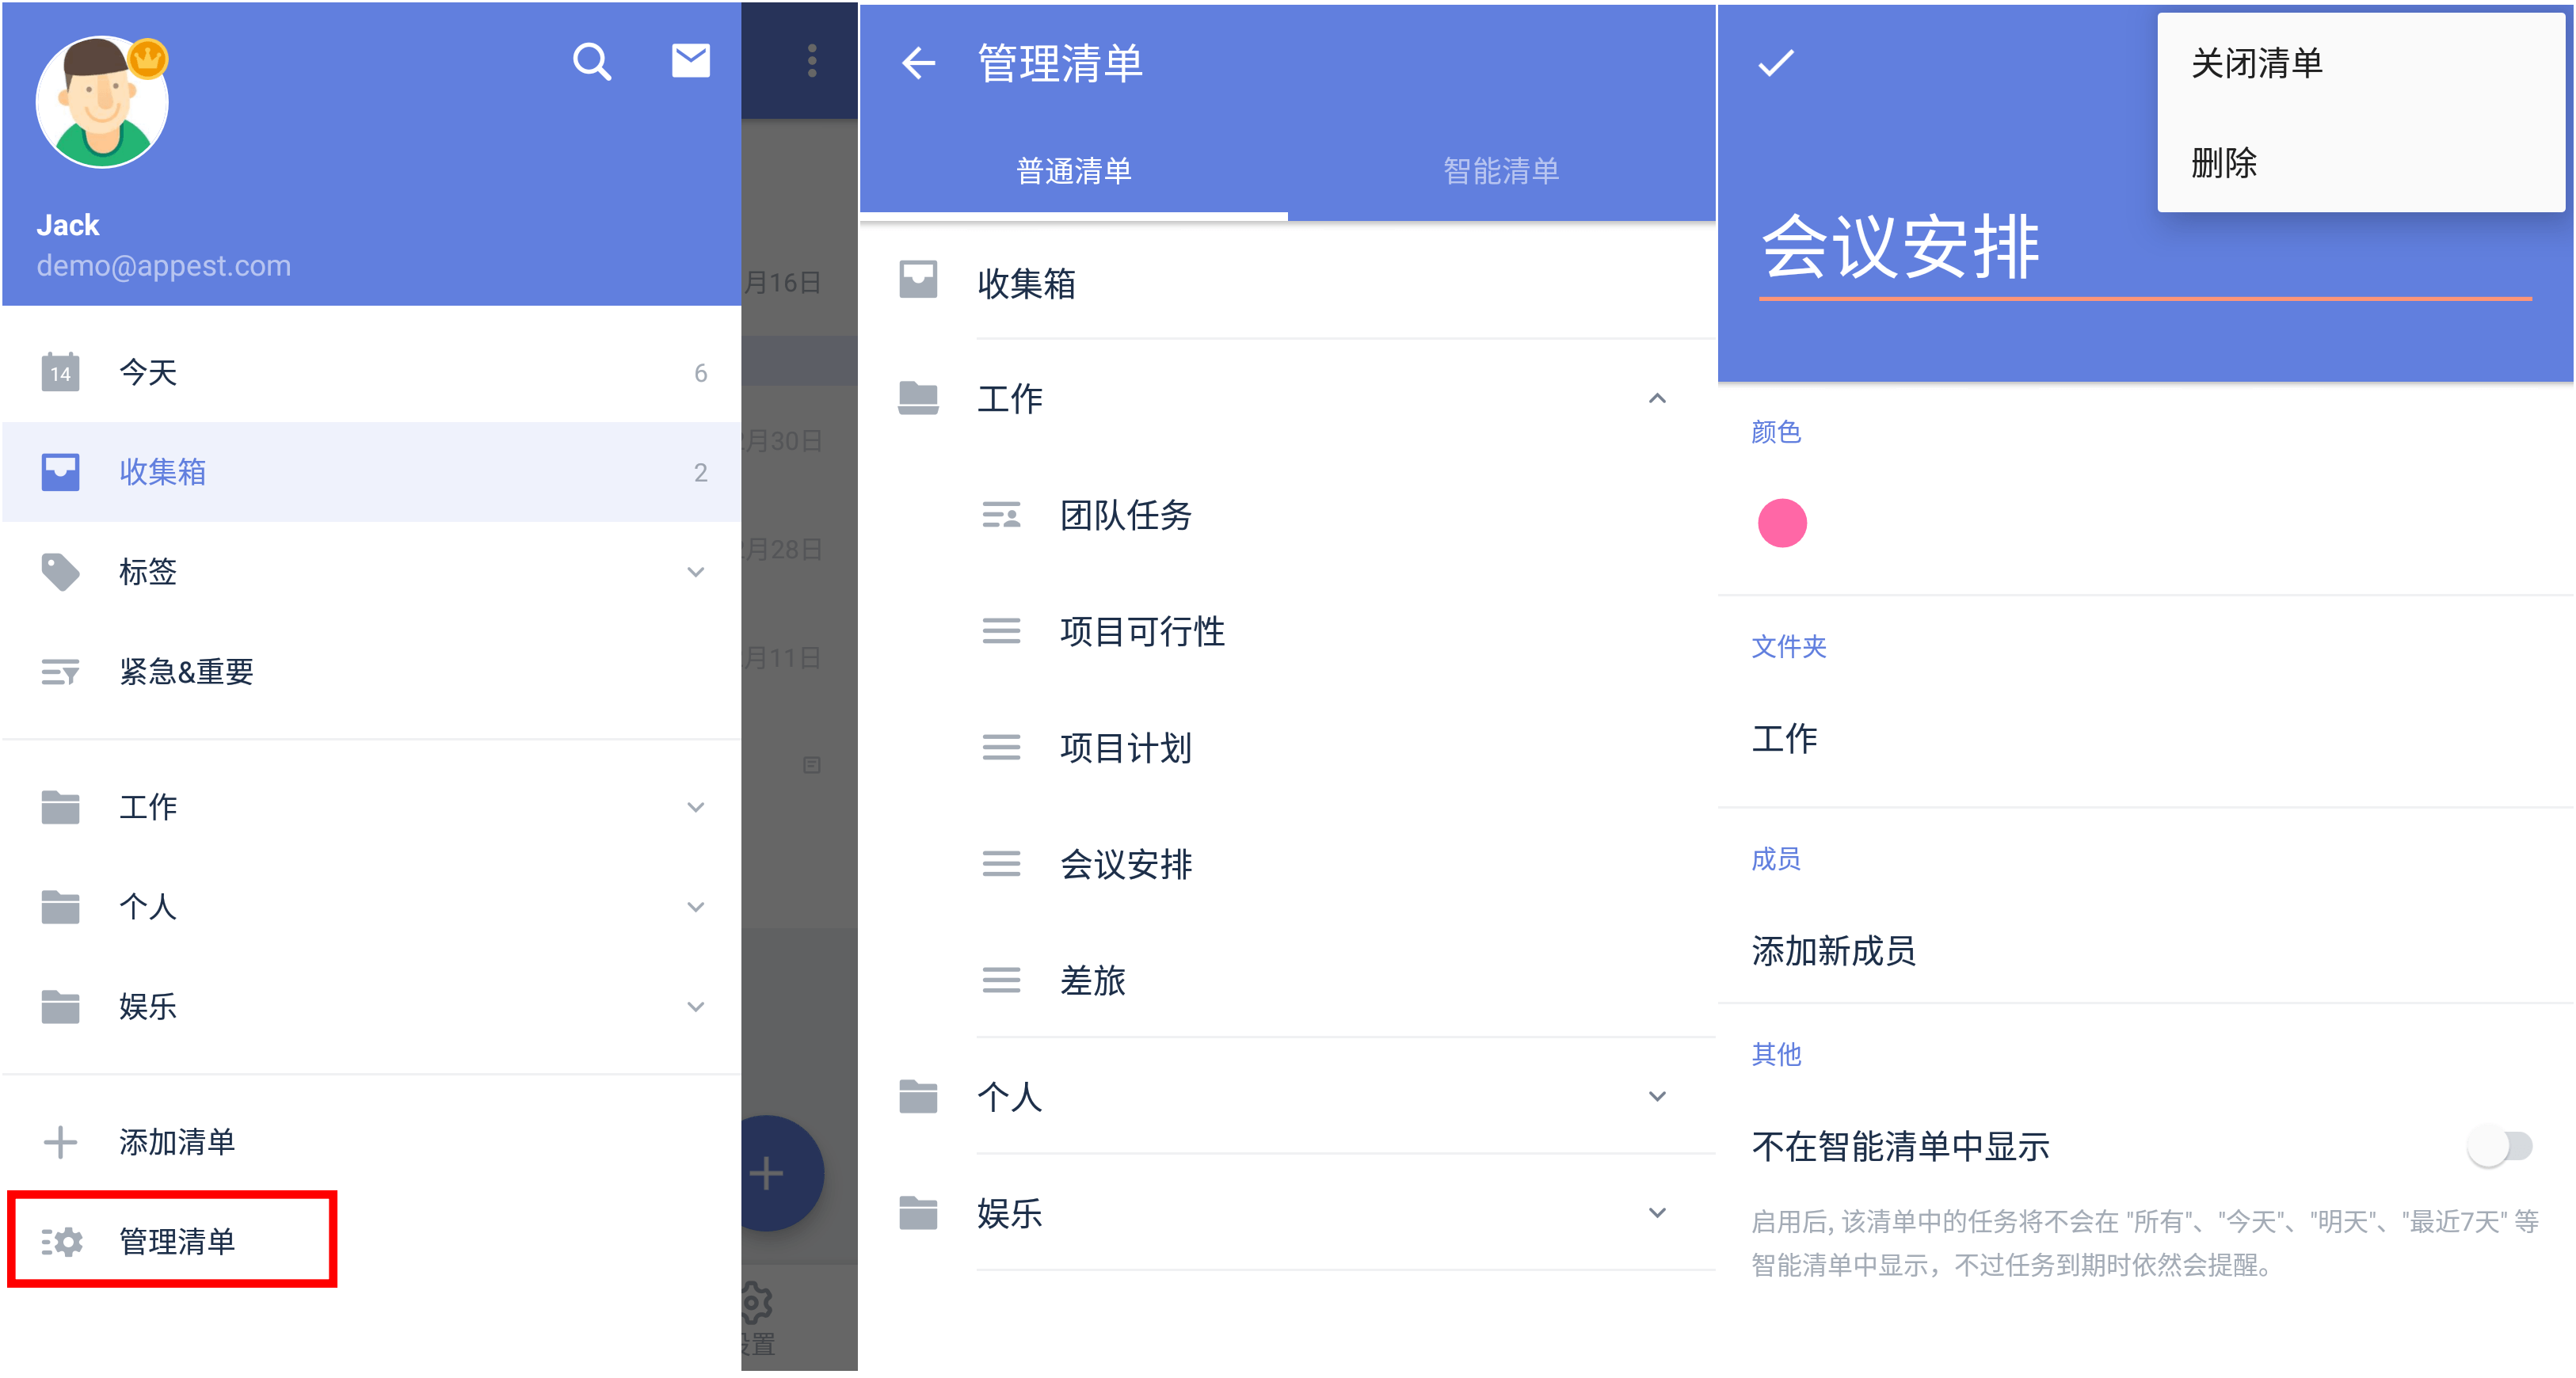 Jack
demo@appest.com
14
今天
6
收集箱
2
标签
紧急&重要
工作
个人
娱乐
添加清单
管理清单
月16日
月30日
月28日
月11日
置
管理清单
普通清单
智能清单
收集箱
工作
团队任务
项目可行性
项目计划
会议安排
差旅
个人
娱乐
关闭清单
删除
会议安排
颜色
文件夹
工作
成员
添加新成员
其他
不在智能清单中显示
启用后, 该清单中的任务将不会在 "所有"、"今天"、"明天"、"最近7天" 等
智能清单中显示，不过任务到期时依然会提醒。